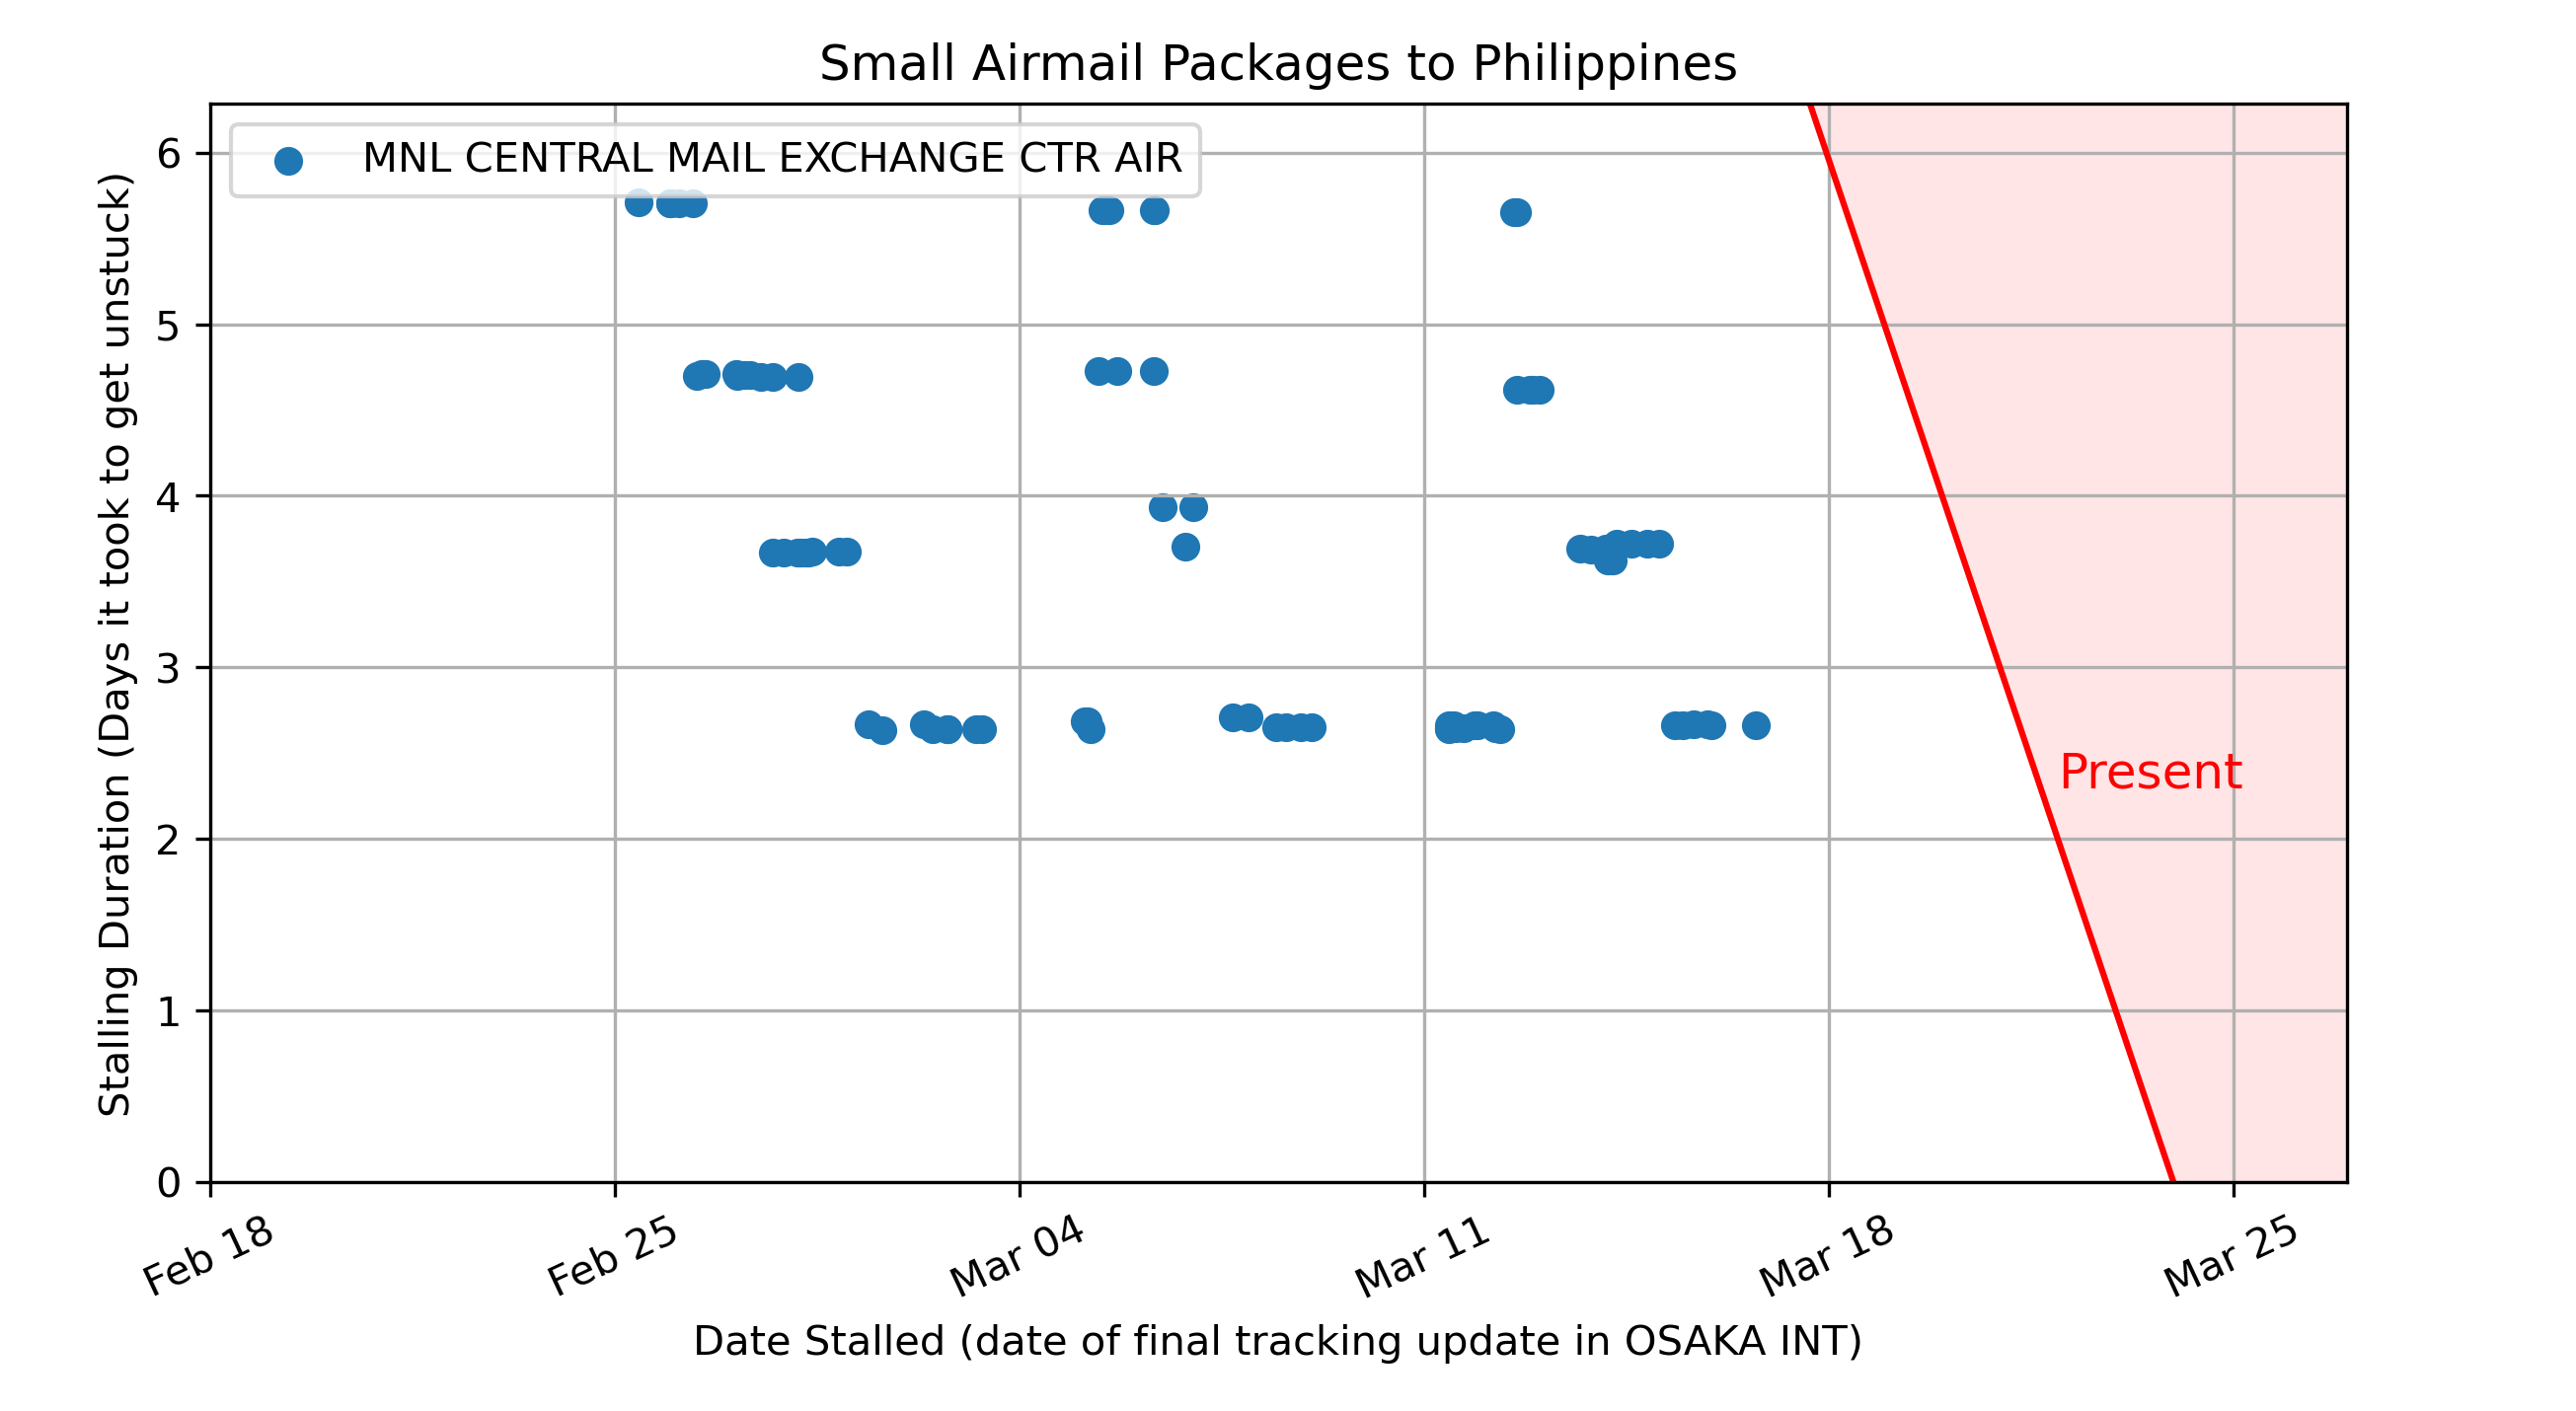 Small Airmail Packages to Philippines
MNL CENTRAL MAIL EXCHANGE CTR AIR
Stalling Duration (Days it took to get unstuck)
6
5
4
3
2
1
0
Present
Feb 18
Feb 25
Mar 04
Mar 11
Mar 18
Mar 25
Date Stalled (date of final tracking update in OSAKA INT)